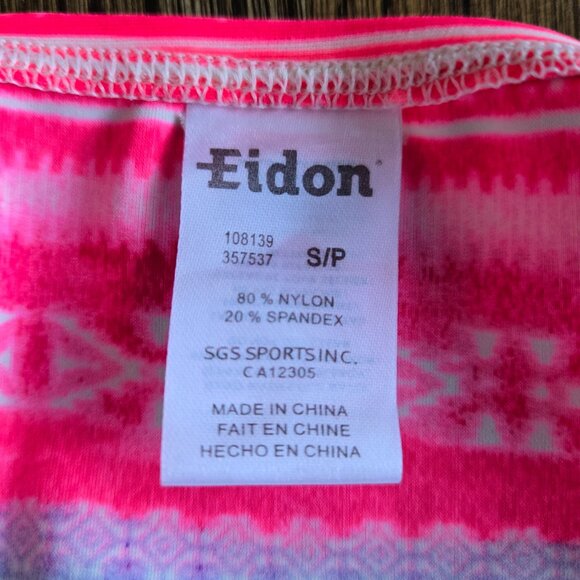 Eidon
108139
357537 S/P
80 % NYLON
20 % SPANDEX
SGS SPORTS INC.
CA12305
MADE IN CHINA
FAIT EN CHINE
HECHO EN CHINA